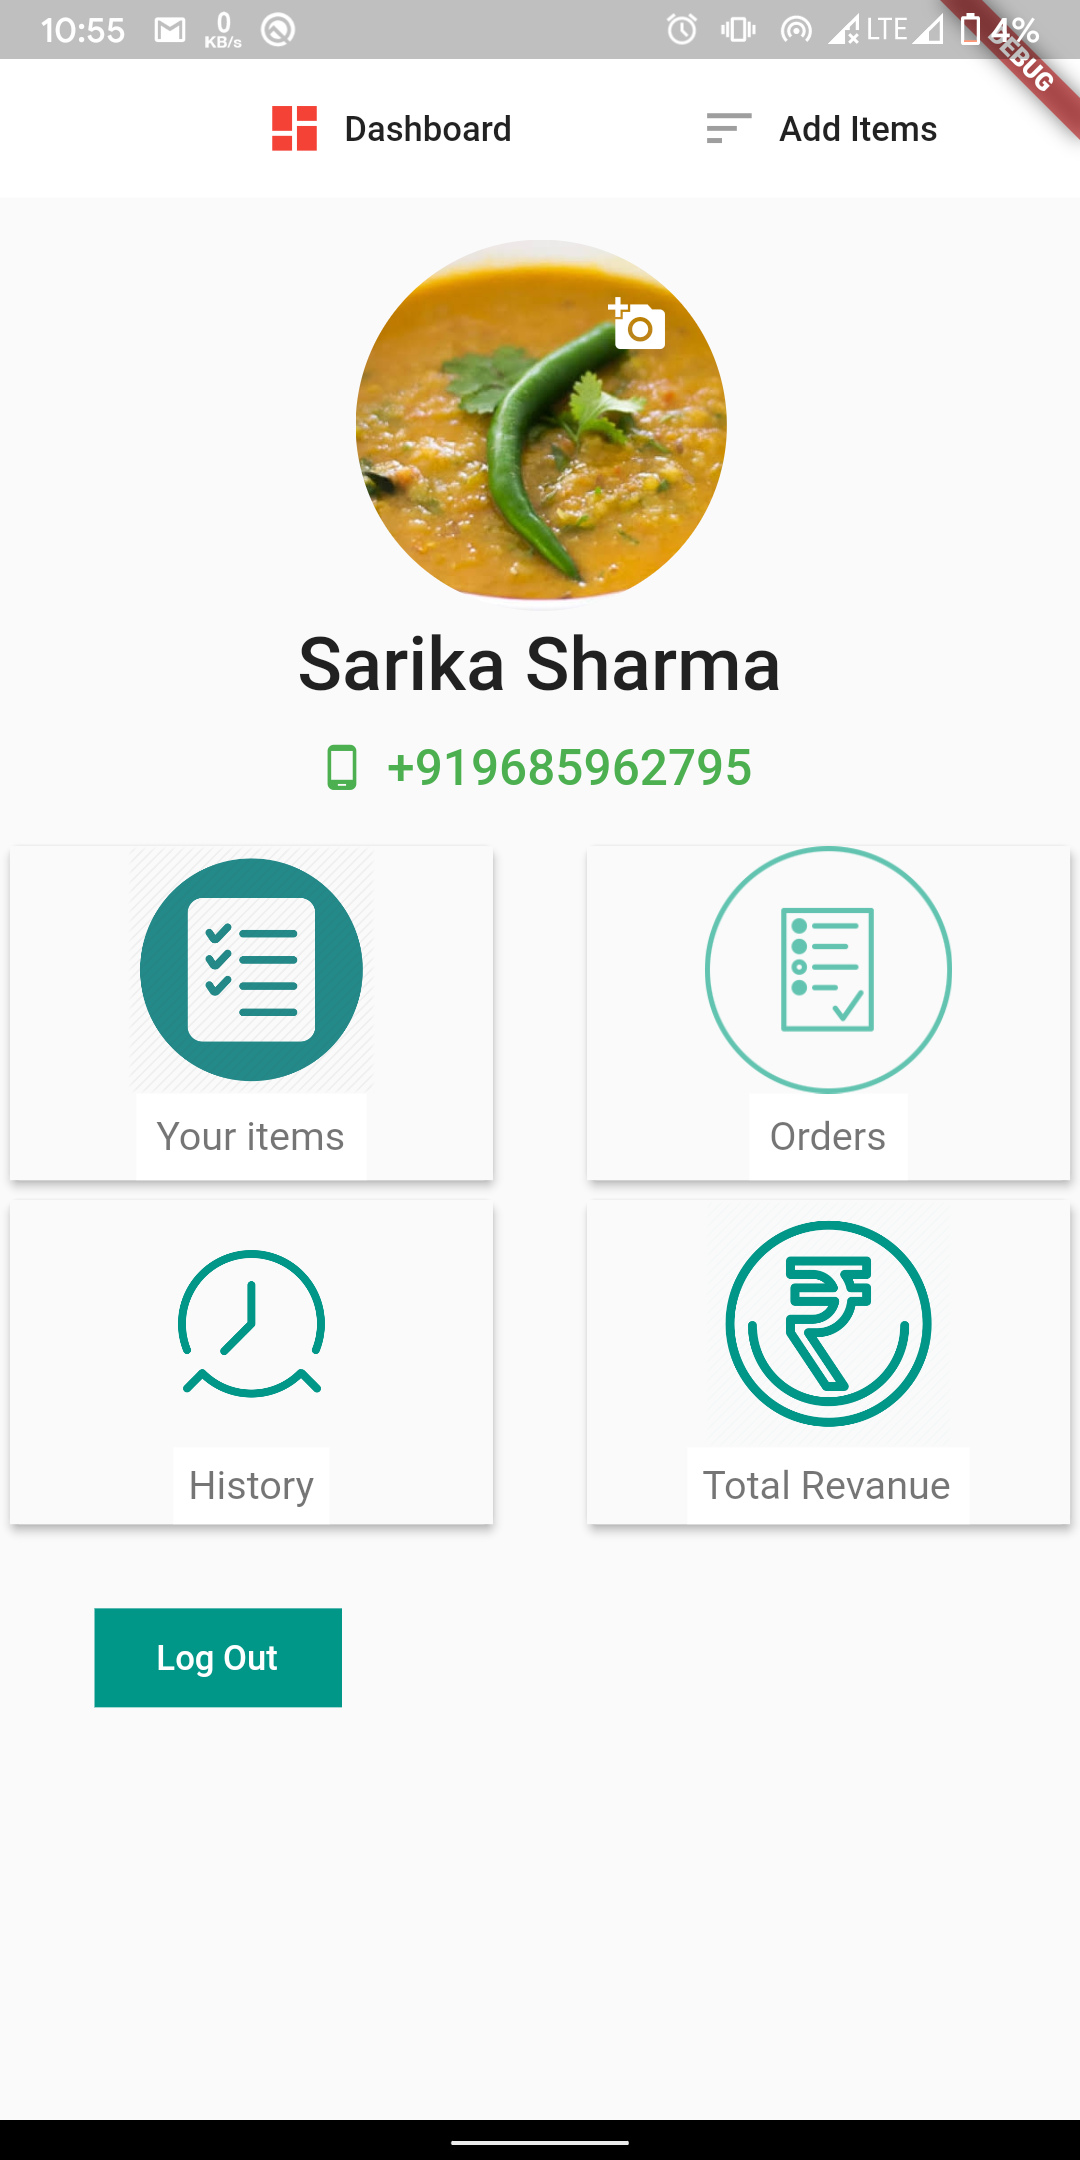 10:55 0 KB/s LTE 4%
DEBUG
Dashboard Add Items
Sarika Sharma
+919685962795
Your items Orders
History Total Revanue
Log Out